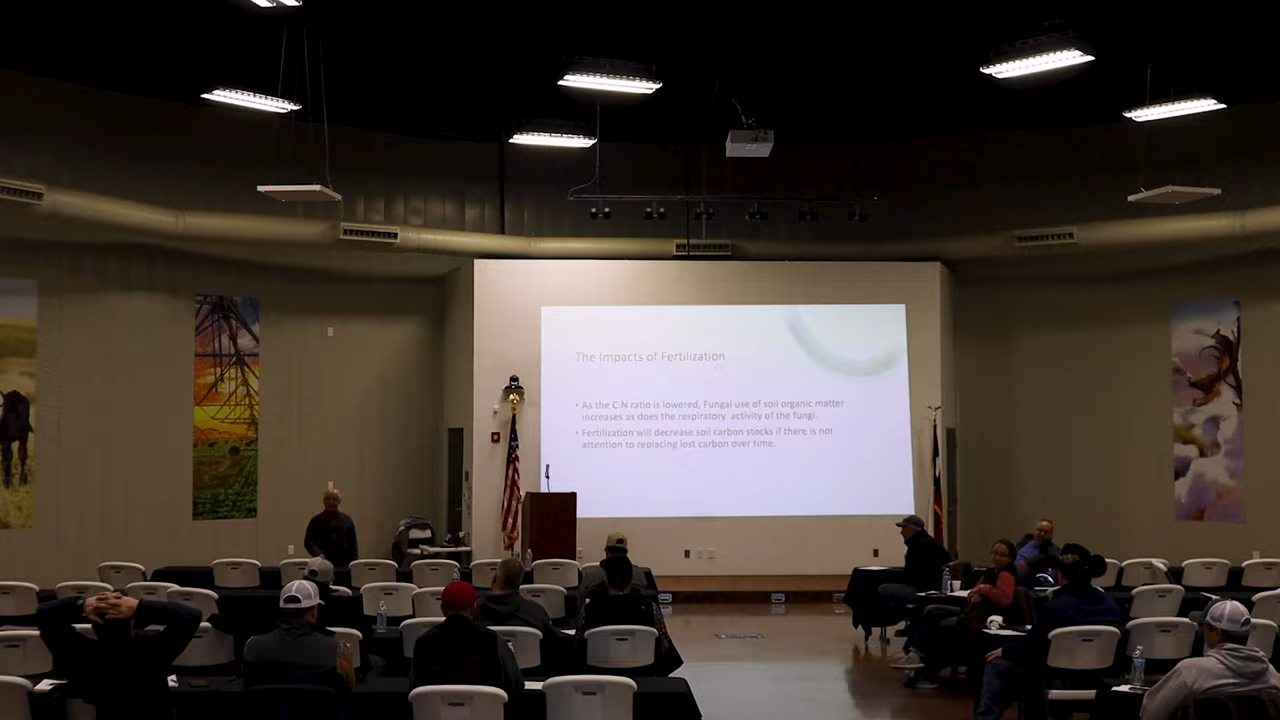 The Impacts of Fertilization
• As the C:N ratio is lowered, Fungal use of soil organic matter
increases as does the respiratory activity of the fungi.
• Fertilization will decrease soil carbon stocks if there is not
attention to replacing lost carbon over time.